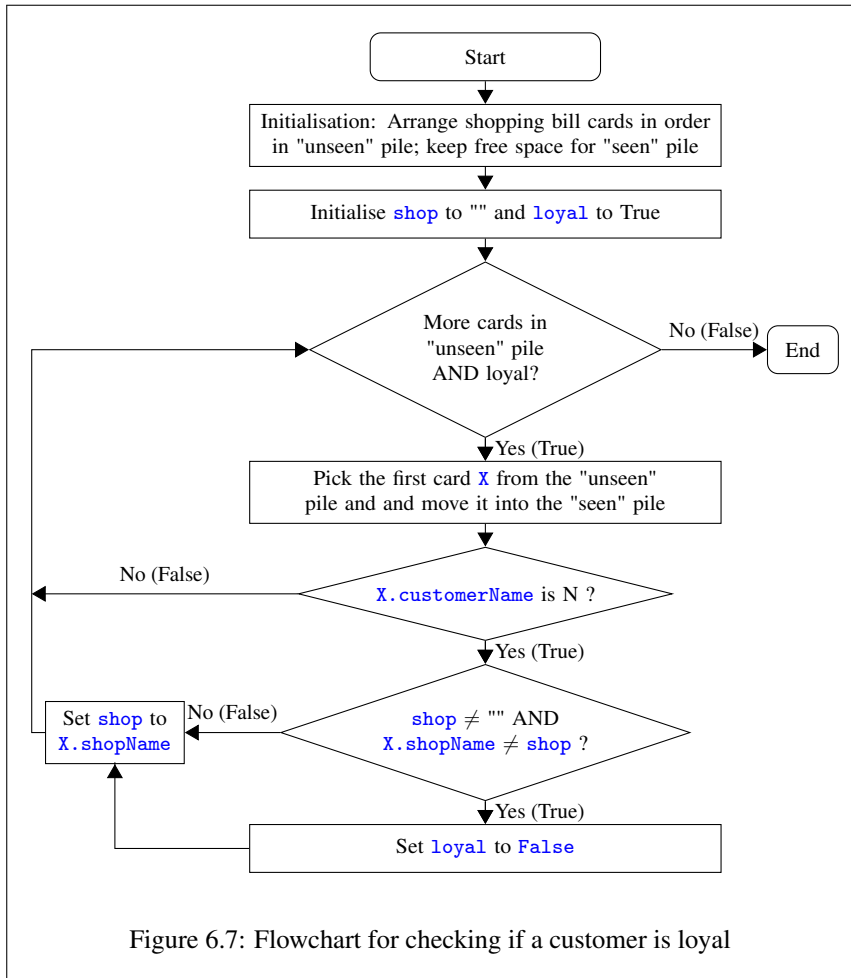 Start
Initialisation: Arrange shopping bill cards in order
in "unseen" pile; keep free space for "seen" pile
Initialise shop to "" and loyal to True
More cards in
"unseen" pile
AND loyal?
No (False)
End
Yes (True)
Pick the first card X from the "unseen"
pile and and move it into the "seen" pile
No (False)
X.customerName is N ?
Yes (True)
Set shop to
X.shopName
No (False)
shop ≠ "" AND
X.shopName ≠ shop ?
Yes (True)
Set loyal to False
Figure 6.7: Flowchart for checking if a customer is loyal